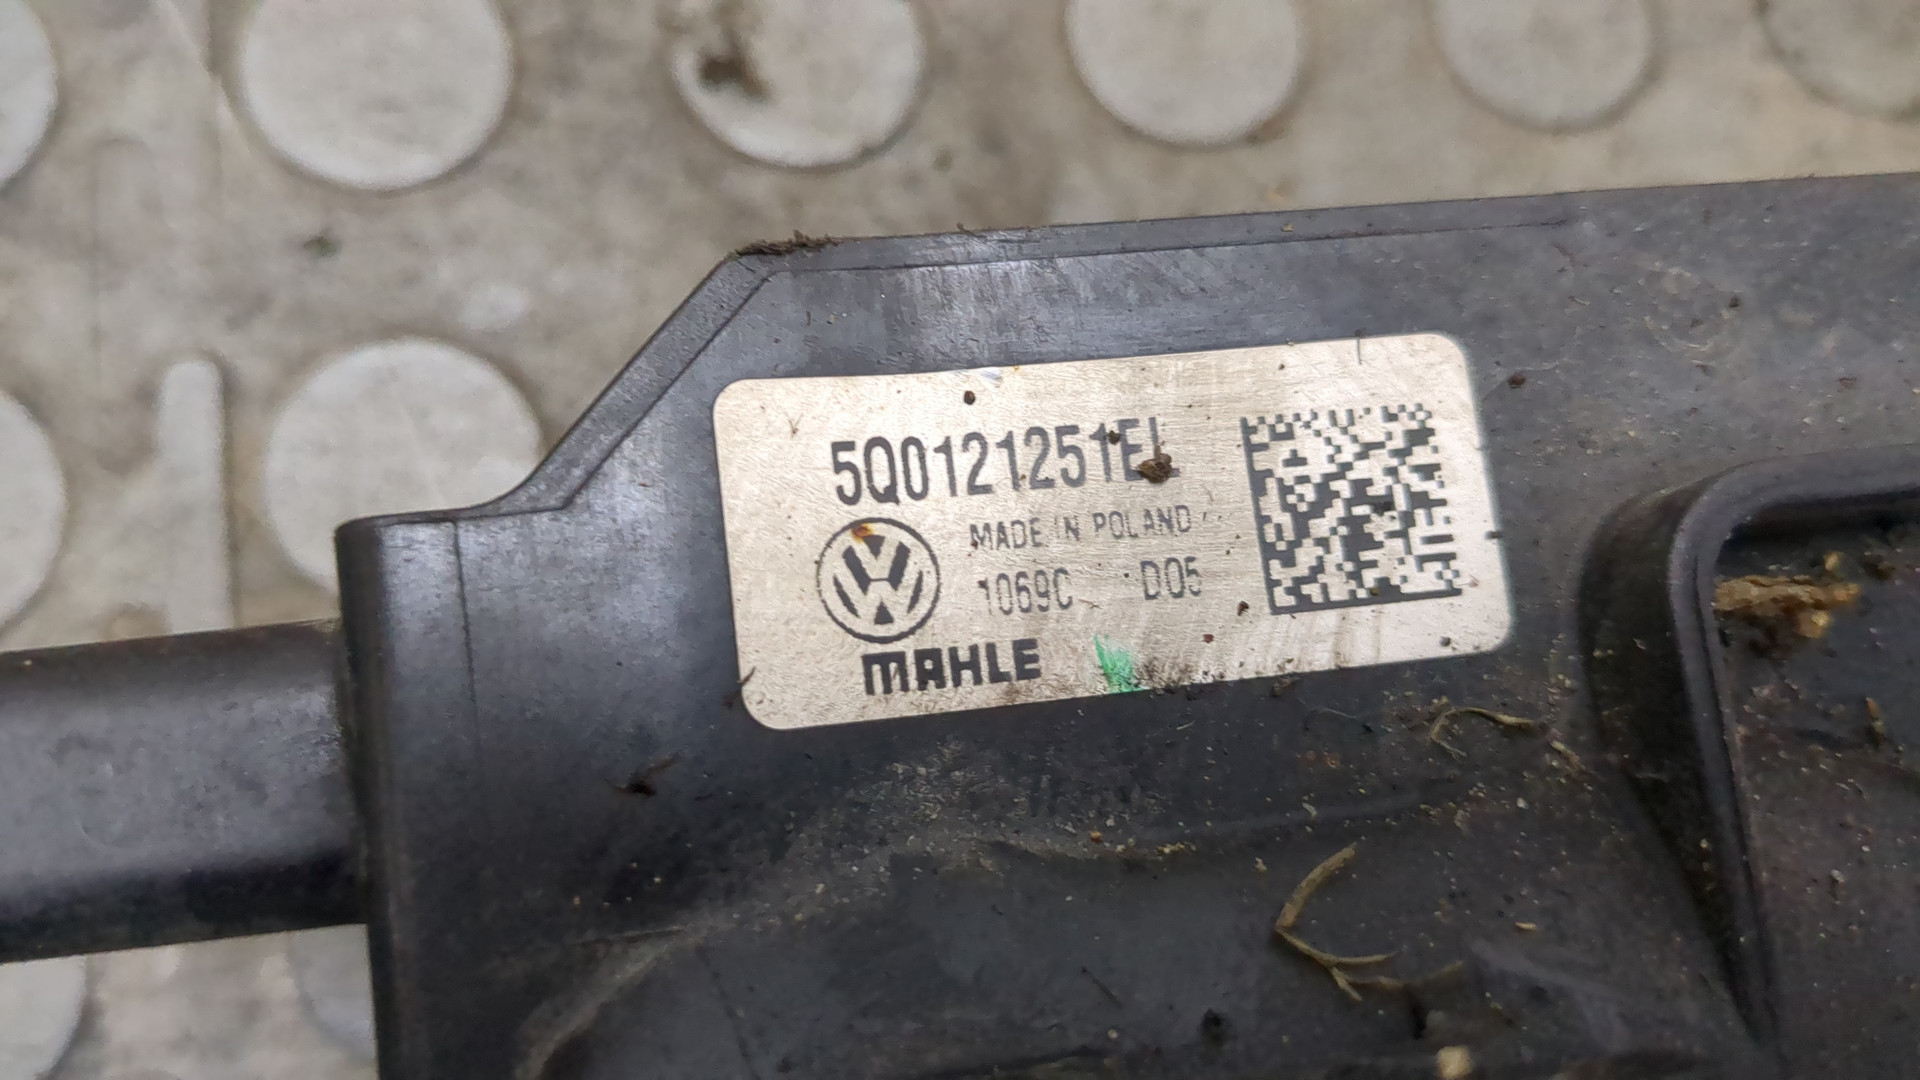 5Q0121251EL
MADE IN POLAND
1069C D05
MAHLE